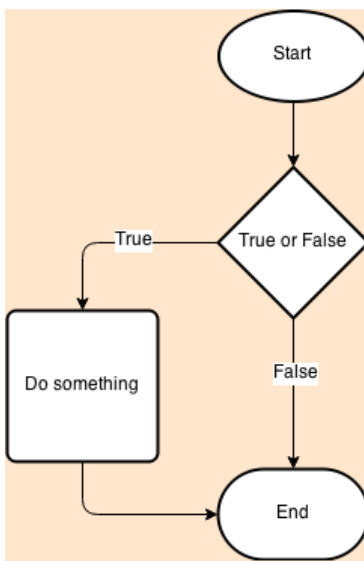 Start
True or False
True
Do something
False
End